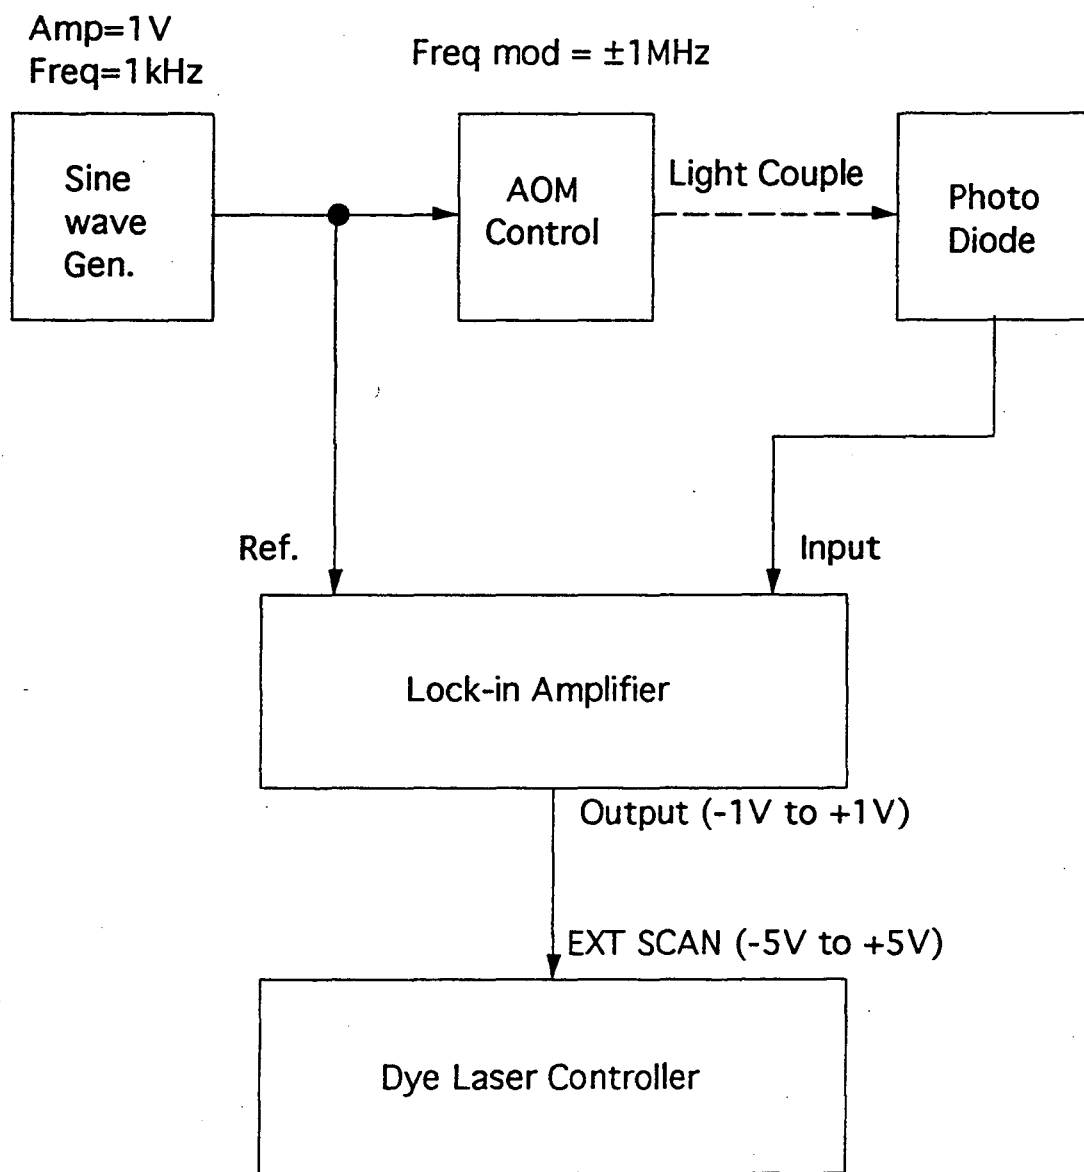 Amp=1V
Freq=1kHz
Freq mod = ±1MHz
Sine
wave
Gen.
AOM
Control
Light Couple
Photo
Diode
Ref.
Input
Lock-in Amplifier
Output (-1V to +1V)
EXT SCAN (-5V to +5V)
Dye Laser Controller